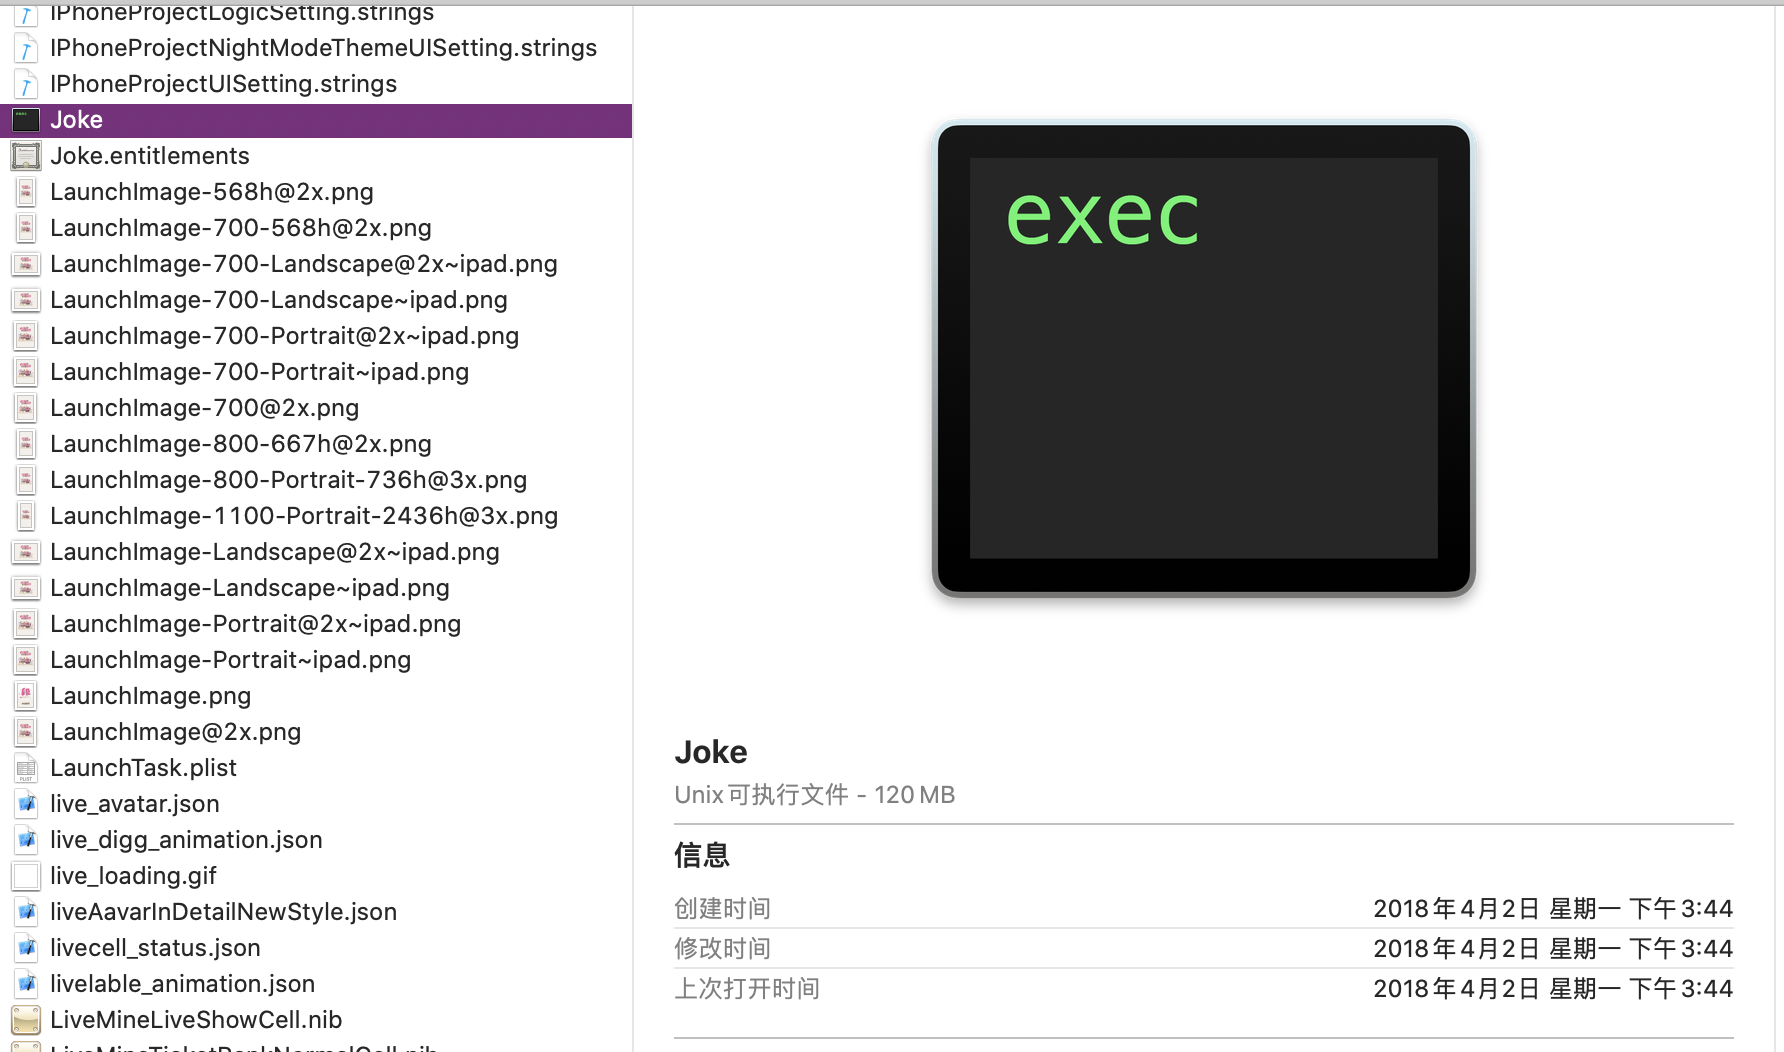 IPhoneProjectLogicSetting.strings
IPhoneProjectNightModeThemeUISetting.strings
IPhoneProjectUISetting.strings
Joke
Joke.entitlements
LaunchImage-568h@2x.png
LaunchImage-700-568h@2x.png
LaunchImage-700-Landscape@2x~ipad.png
LaunchImage-700-Landscape~ipad.png
LaunchImage-700-Portrait@2x~ipad.png
LaunchImage-700-Portrait~ipad.png
LaunchImage-700@2x.png
LaunchImage-800-667h@2x.png
LaunchImage-800-Portrait-736h@3x.png
LaunchImage-1100-Portrait-2436h@3x.png
LaunchImage-Landscape@2x~ipad.png
LaunchImage-Landscape~ipad.png
LaunchImage-Portrait@2x~ipad.png
LaunchImage-Portrait~ipad.png
LaunchImage.png
LaunchImage@2x.png
LaunchTask.plist
live_avatar.json
live_digg_animation.json
live_loading.gif
liveAavarInDetailNewStyle.json
livecell_status.json
livelable_animation.json
LiveMineLiveShowCell.nib
LiveMineTicketRankNormalCell.nib
exec
Joke
Unix可执行文件 - 120 MB
信息
创建时间 2018年4月2日 星期一 下午3:44
修改时间 2018年4月2日 星期一 下午3:44
上次打开时间 2018年4月2日 星期一 下午3:44